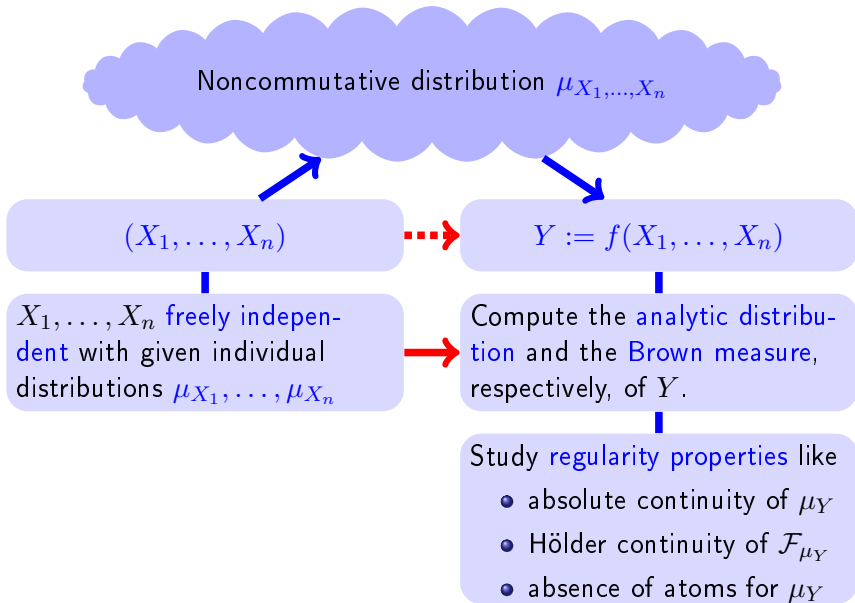 Noncommutative distribution μ_{X_1,...,X_n}
(X_1, . . . , X_n)
Y := f(X_1, . . . , X_n)
X_1, . . . , X_n freely indepen-
dent with given individual
distributions μ_{X_1}, . . . , μ_{X_n}
Compute the analytic distribu-
tion and the Brown measure,
respectively, of Y.
Study regularity properties like
absolute continuity of μ_Y
Hölder continuity of ℱ_{μ_Y}
absence of atoms for μ_Y